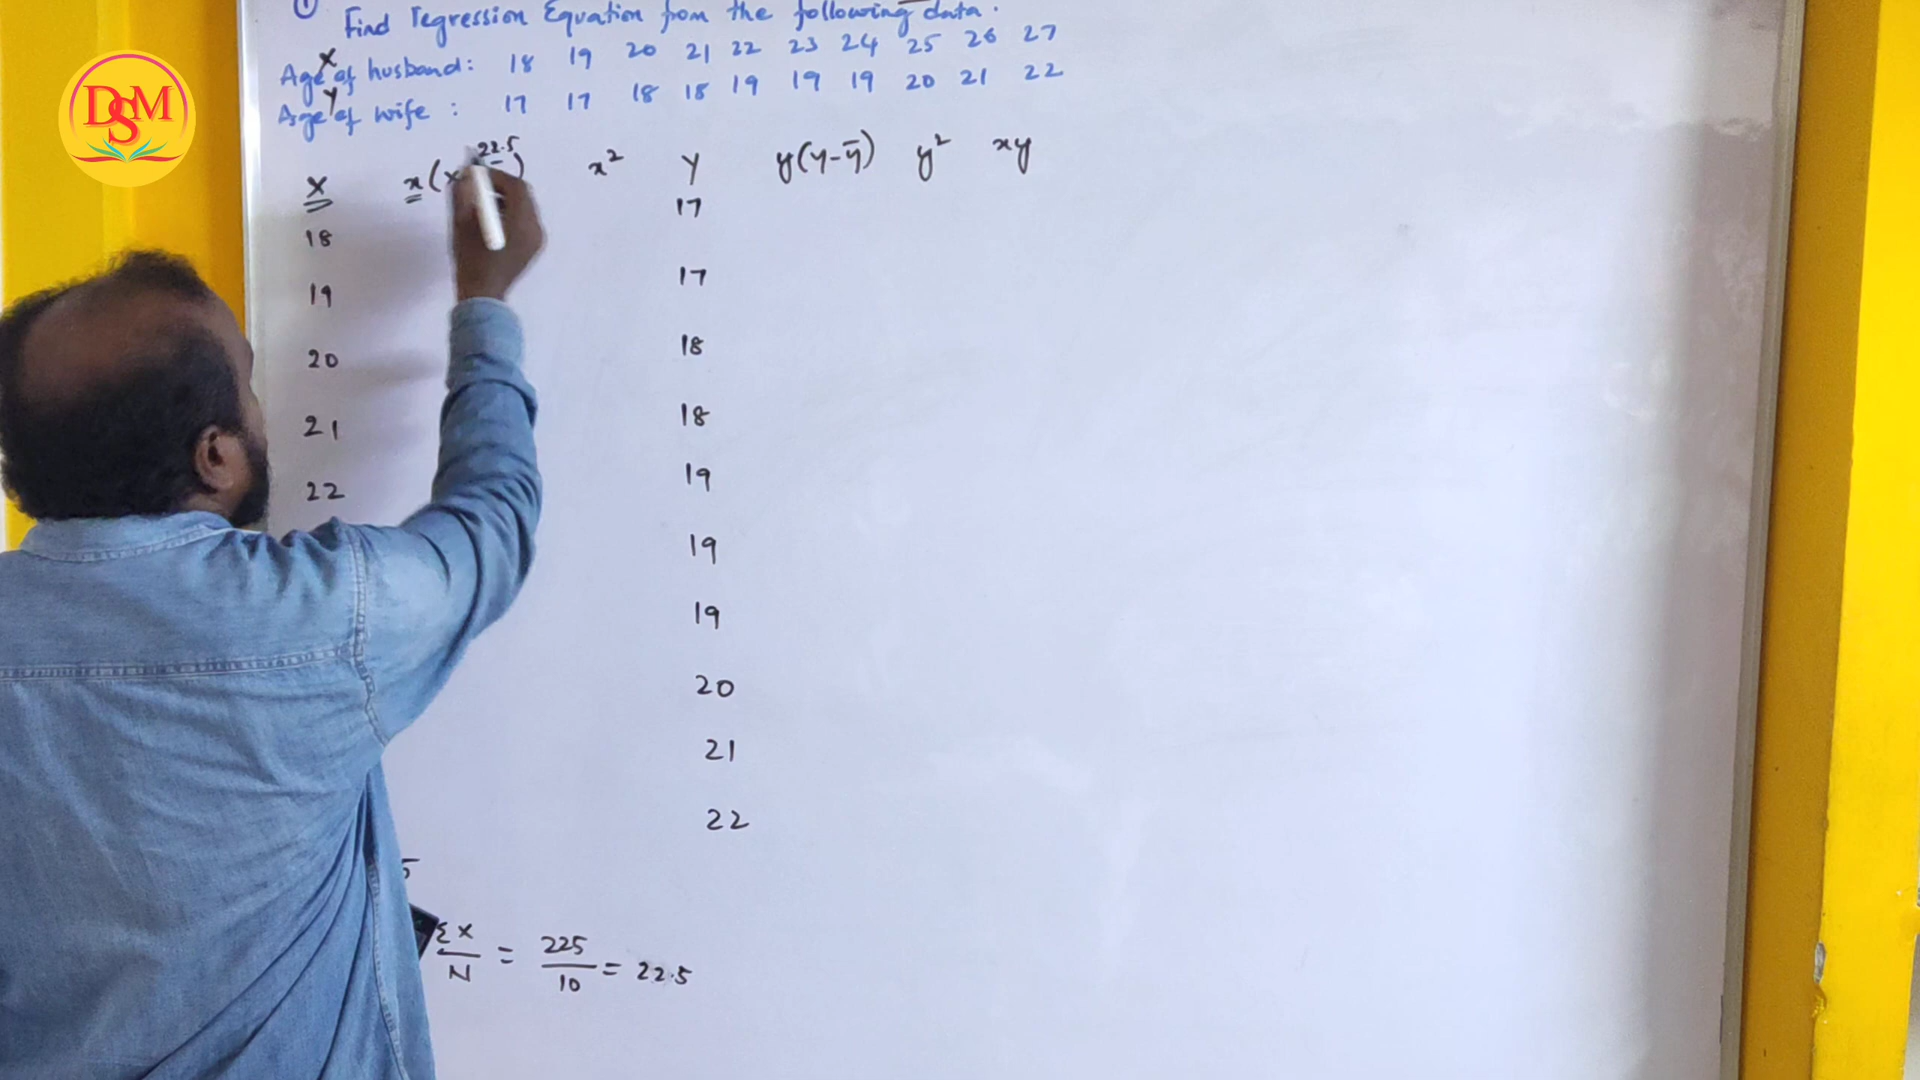 DSM
① Find regression Equation from the following data.
X
Age of husband: 18 19 20 21 22 23 24 25 26 27
Y
Age of wife : 17 17 18 18 19 19 19 20 21 22
22.5
X x(x ) x² Y y(y-ȳ) y² xy
17
18
17
19
18
20
18
21
19
22
19
19
20
21
22
5
ΣX/N = 225/10 = 22.5